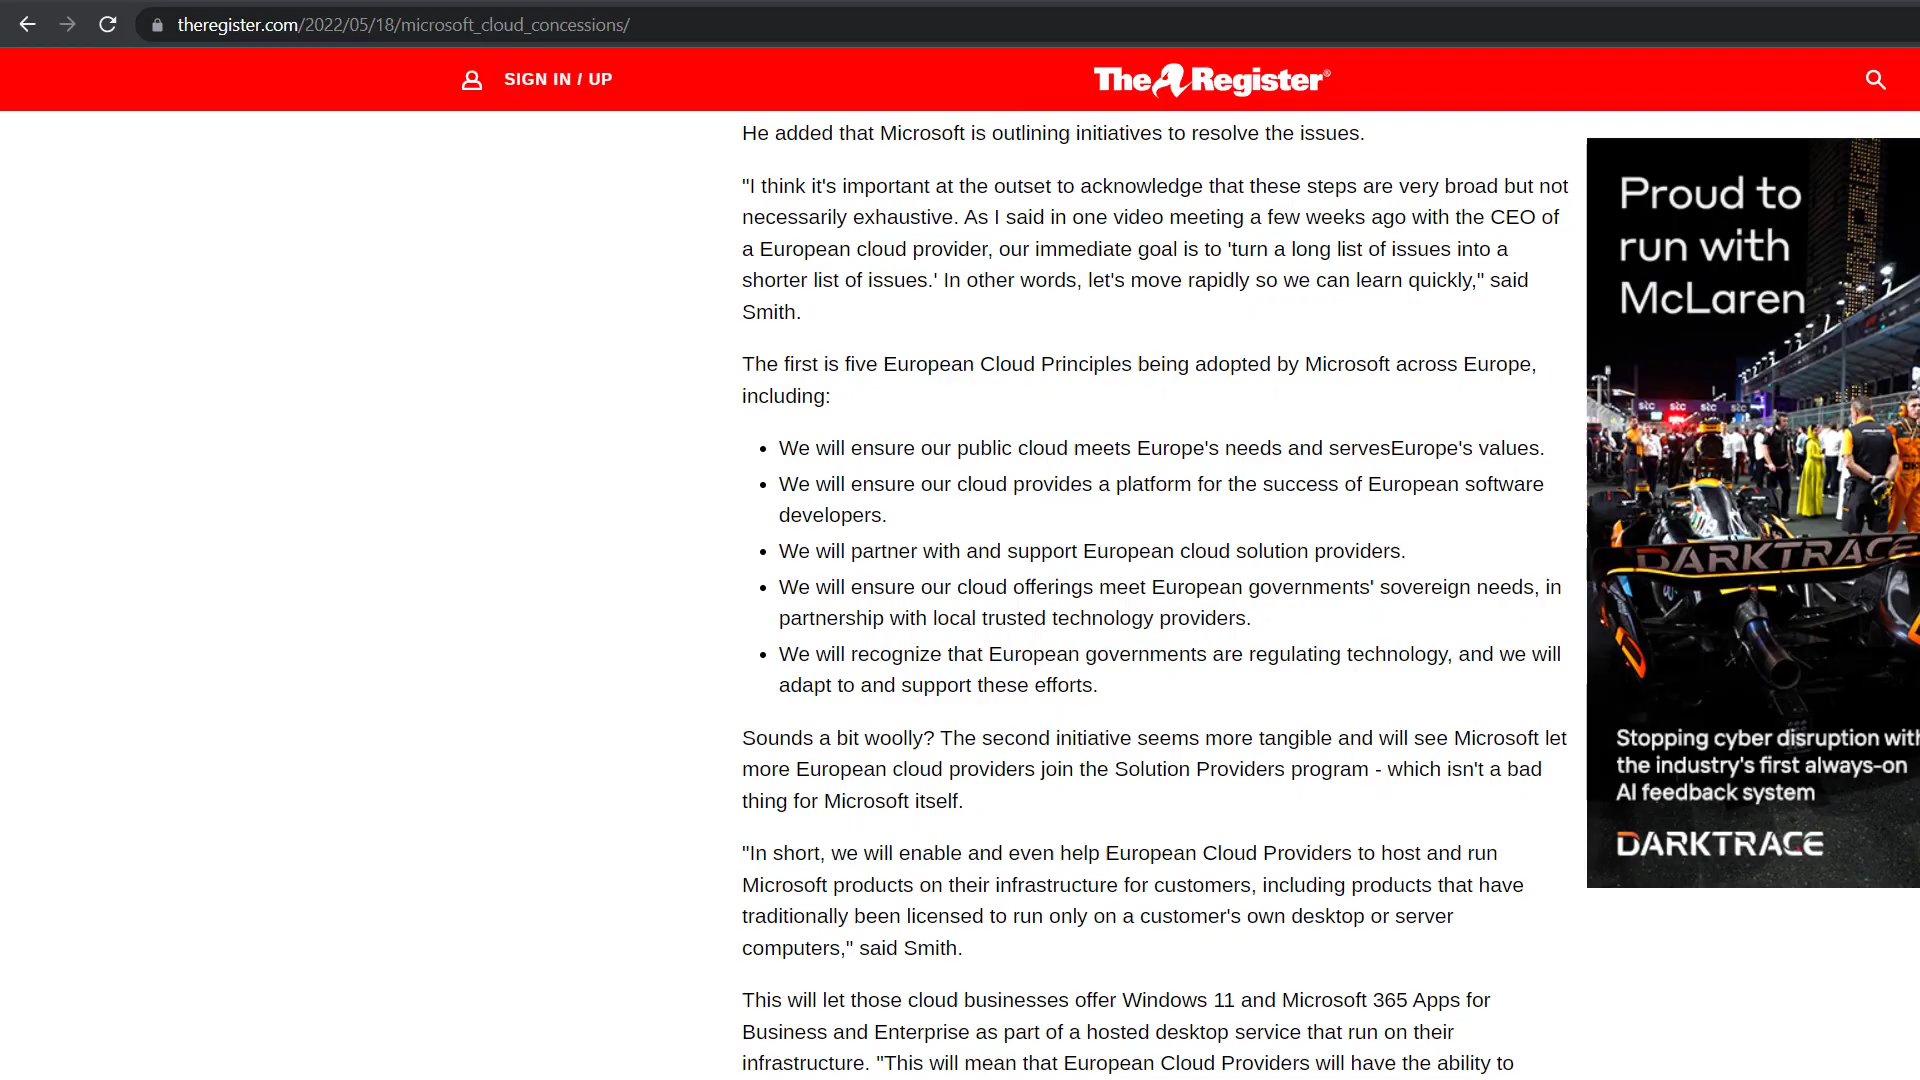 theregister.com/2022/05/18/microsoft_cloud_concessions/
SIGN IN / UP
The Register®
He added that Microsoft is outlining initiatives to resolve the issues.
"I think it's important at the outset to acknowledge that these steps are very broad but not
necessarily exhaustive. As I said in one video meeting a few weeks ago with the CEO of
a European cloud provider, our immediate goal is to 'turn a long list of issues into a
shorter list of issues.' In other words, let's move rapidly so we can learn quickly," said
Smith.
The first is five European Cloud Principles being adopted by Microsoft across Europe,
including:
• We will ensure our public cloud meets Europe's needs and servesEurope's values.
• We will ensure our cloud provides a platform for the success of European software
developers.
• We will partner with and support European cloud solution providers.
• We will ensure our cloud offerings meet European governments' sovereign needs, in
partnership with local trusted technology providers.
• We will recognize that European governments are regulating technology, and we will
adapt to and support these efforts.
Sounds a bit woolly? The second initiative seems more tangible and will see Microsoft let
more European cloud providers join the Solution Providers program - which isn't a bad
thing for Microsoft itself.
"In short, we will enable and even help European Cloud Providers to host and run
Microsoft products on their infrastructure for customers, including products that have
traditionally been licensed to run only on a customer's own desktop or server
computers," said Smith.
This will let those cloud businesses offer Windows 11 and Microsoft 365 Apps for
Business and Enterprise as part of a hosted desktop service that run on their
infrastructure. "This will mean that European Cloud Providers will have the ability to
Proud to
run with
McLaren
stc stc stc stc
DARKTRACE
Stopping cyber disruption with
the industry's first always-on
AI feedback system
DARKTRACE